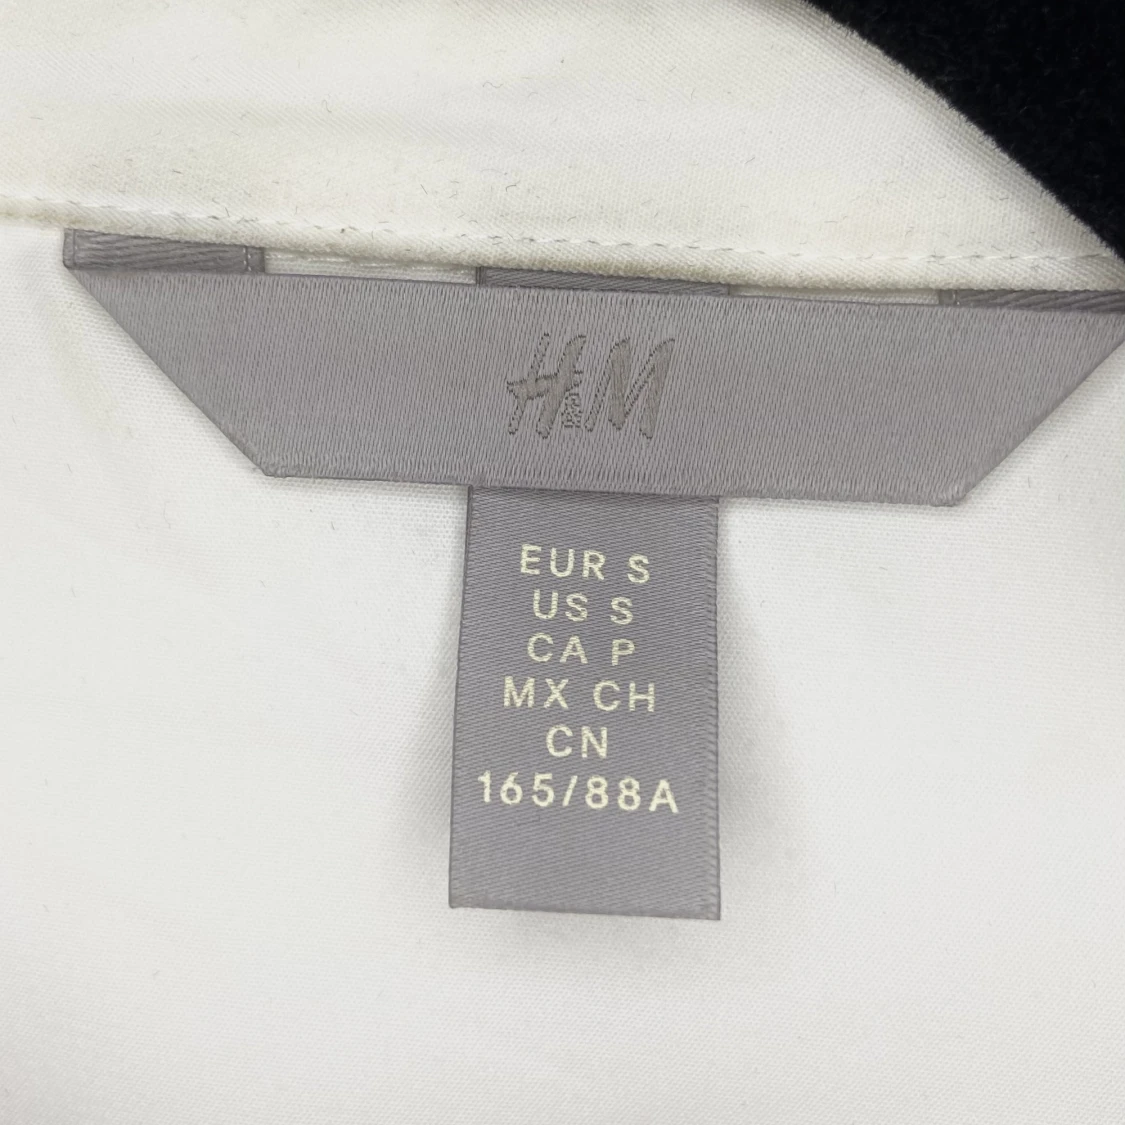 H&M
EUR S
US S
CA P
MX CH
CN
165/88A